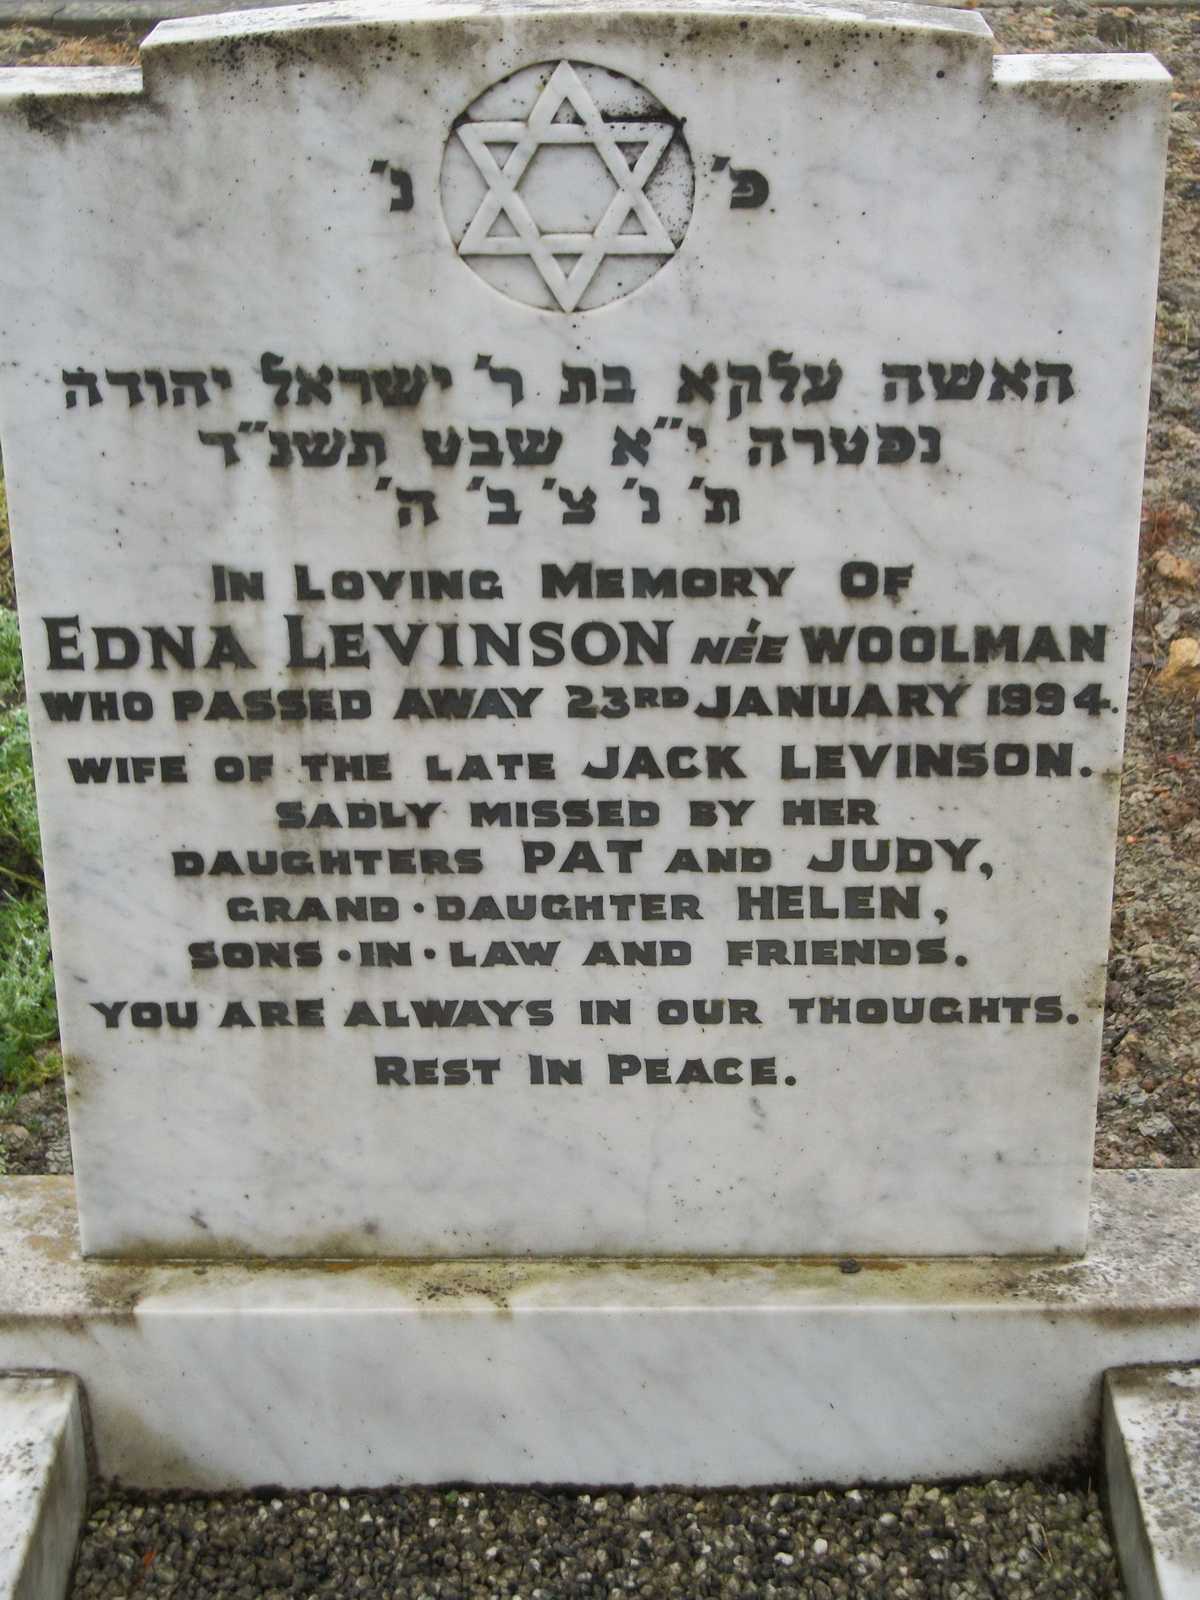 פ׳ נ׳
האשה עלקא בת ר׳ ישראל יהודה
נפטרה י״א שבט תשנ״ד
ת׳ נ׳ צ׳ ב׳ ה׳
IN LOVING MEMORY OF
EDNA LEVINSON NÉE WOOLMAN
WHO PASSED AWAY 23RD JANUARY 1994.
WIFE OF THE LATE JACK LEVINSON.
SADLY MISSED BY HER
DAUGHTERS PAT AND JUDY,
GRAND·DAUGHTER HELEN,
SONS·IN·LAW AND FRIENDS.
YOU ARE ALWAYS IN OUR THOUGHTS.
REST IN PEACE.